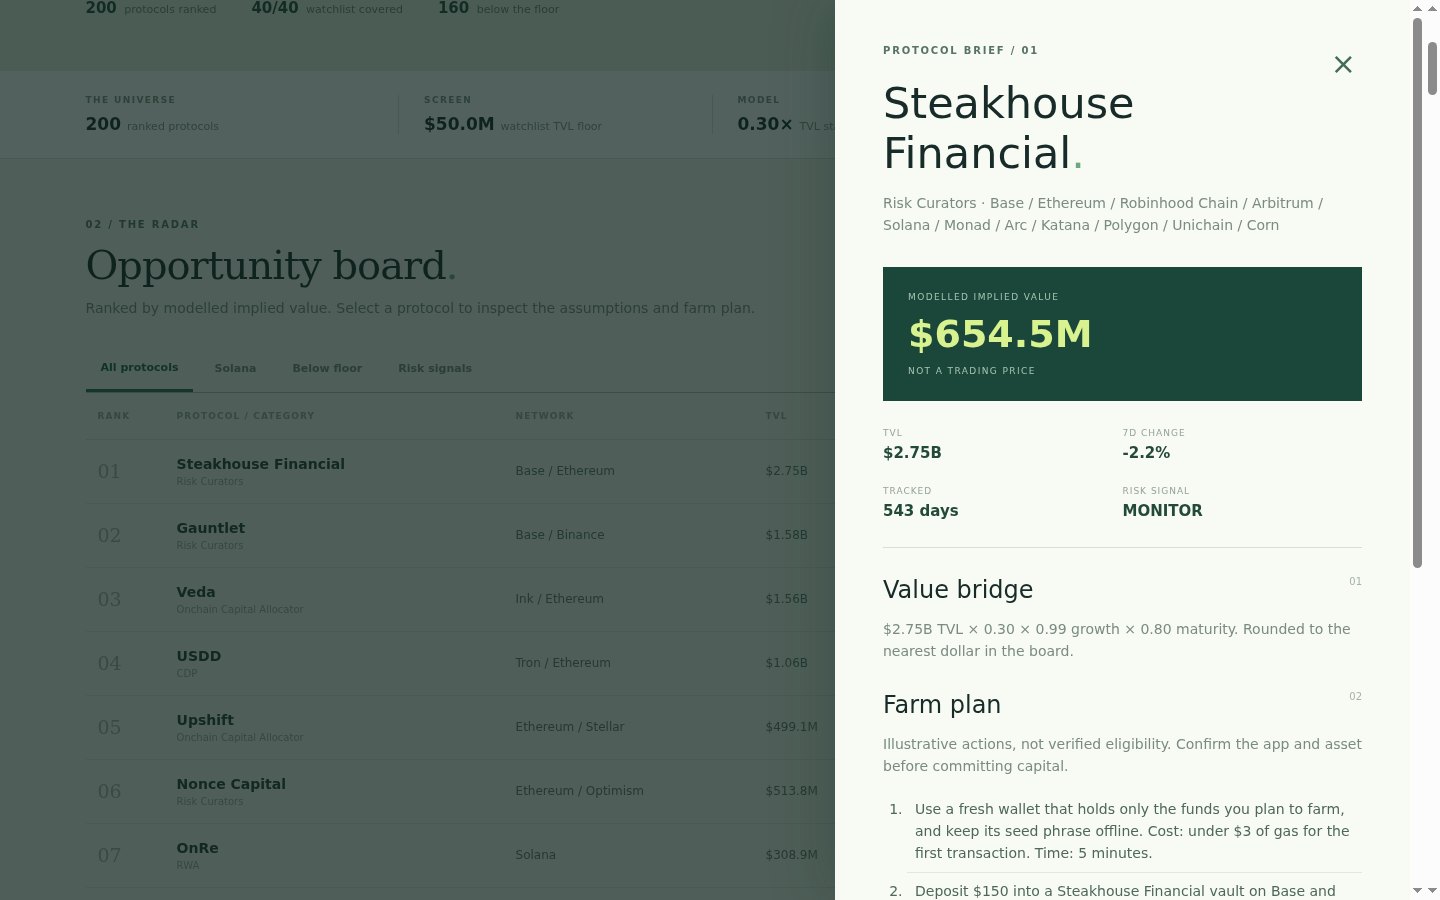 200 protocols ranked 40/40 watchlist covered 160 below the floor
THE UNIVERSE
200 ranked protocols
SCREEN
$50.0M watchlist TVL floor
MODEL
0.30× TVL
02 / THE RADAR
Opportunity board.
Ranked by modelled implied value. Select a protocol to inspect the assumptions and farm plan.
All protocols Solana Below floor Risk signals
RANK PROTOCOL / CATEGORY NETWORK TVL
01 Steakhouse Financial Base / Ethereum $2.75B
Risk Curators
02 Gauntlet Base / Binance $1.58B
Risk Curators
03 Veda Ink / Ethereum $1.56B
Onchain Capital Allocator
04 USDD Tron / Ethereum $1.06B
CDP
05 Upshift Ethereum / Stellar $499.1M
Onchain Capital Allocator
06 Nonce Capital Ethereum / Optimism $513.8M
Risk Curators
07 OnRe Solana $308.9M
RWA
PROTOCOL BRIEF / 01
×
Steakhouse
Financial.
Risk Curators · Base / Ethereum / Robinhood Chain / Arbitrum /
Solana / Monad / Arc / Katana / Polygon / Unichain / Corn
MODELLED IMPLIED VALUE
$654.5M
NOT A TRADING PRICE
TVL
$2.75B
7D CHANGE
-2.2%
TRACKED
543 days
RISK SIGNAL
MONITOR
Value bridge 01
$2.75B TVL × 0.30 × 0.99 growth × 0.80 maturity. Rounded to the
nearest dollar in the board.
Farm plan 02
Illustrative actions, not verified eligibility. Confirm the app and asset
before committing capital.
1. Use a fresh wallet that holds only the funds you plan to farm,
and keep its seed phrase offline. Cost: under $3 of gas for the
first transaction. Time: 5 minutes.
2. Deposit $150 into a Steakhouse Financial vault on Base and